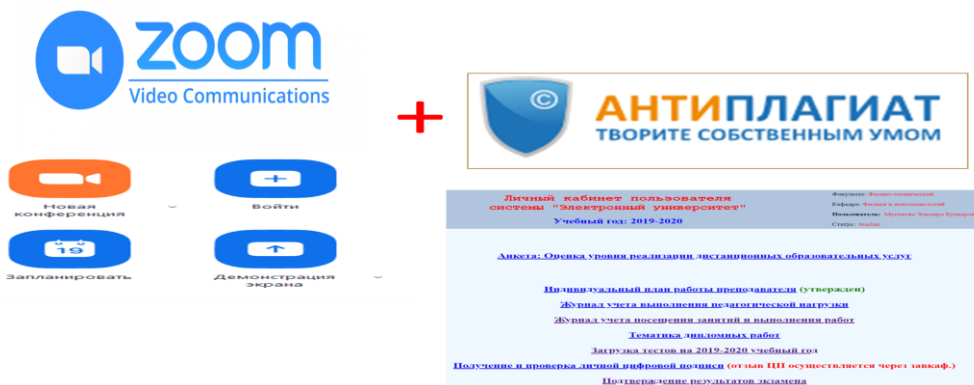 zoom
Video Communications
+
©
АНТИПЛАГИАТ
ТВОРИТЕ СОБСТВЕННЫМ УМОМ
Новая
конференция
Войти
19
Запланировать
Демонстрация
экрана
Личный кабинет пользователя
системы "Электронный университет"
Учебный год: 2019-2020
Факультет: Физико-технический
Кафедра:
Пользователь:
Статус:
Анкета: Оценка уровня реализации дистанционных образовательных услуг
Индивидуальный план работы преподавателя (утвержден)
Журнал учета выполнения педагогической нагрузки
Журнал учета посещения занятий и выполнения работ
Тематика дипломных работ
Загрузка тестов на 2019-2020 учебный год
Получение и проверка личной цифровой подписи (отзыв ЦП осуществляется через завкаф.)
Подтверждение результатов экзамена